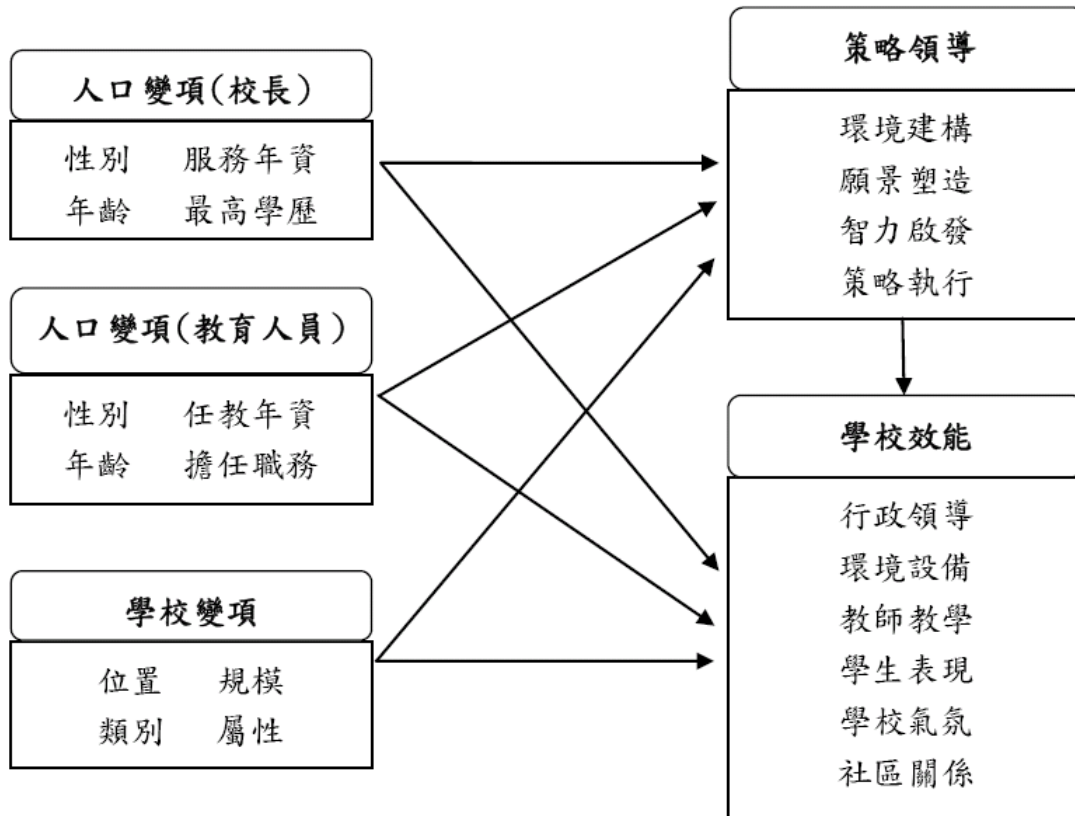 人口變項(校長)
性別 服務年資
年齡 最高學歷
人口變項(教育人員)
性別 任教年資
年齡 擔任職務
學校變項
位置 規模
類別 屬性
策略領導
環境建構
願景塑造
智力啟發
策略執行
學校效能
行政領導
環境設備
教師教學
學生表現
學校氣氛
社區關係